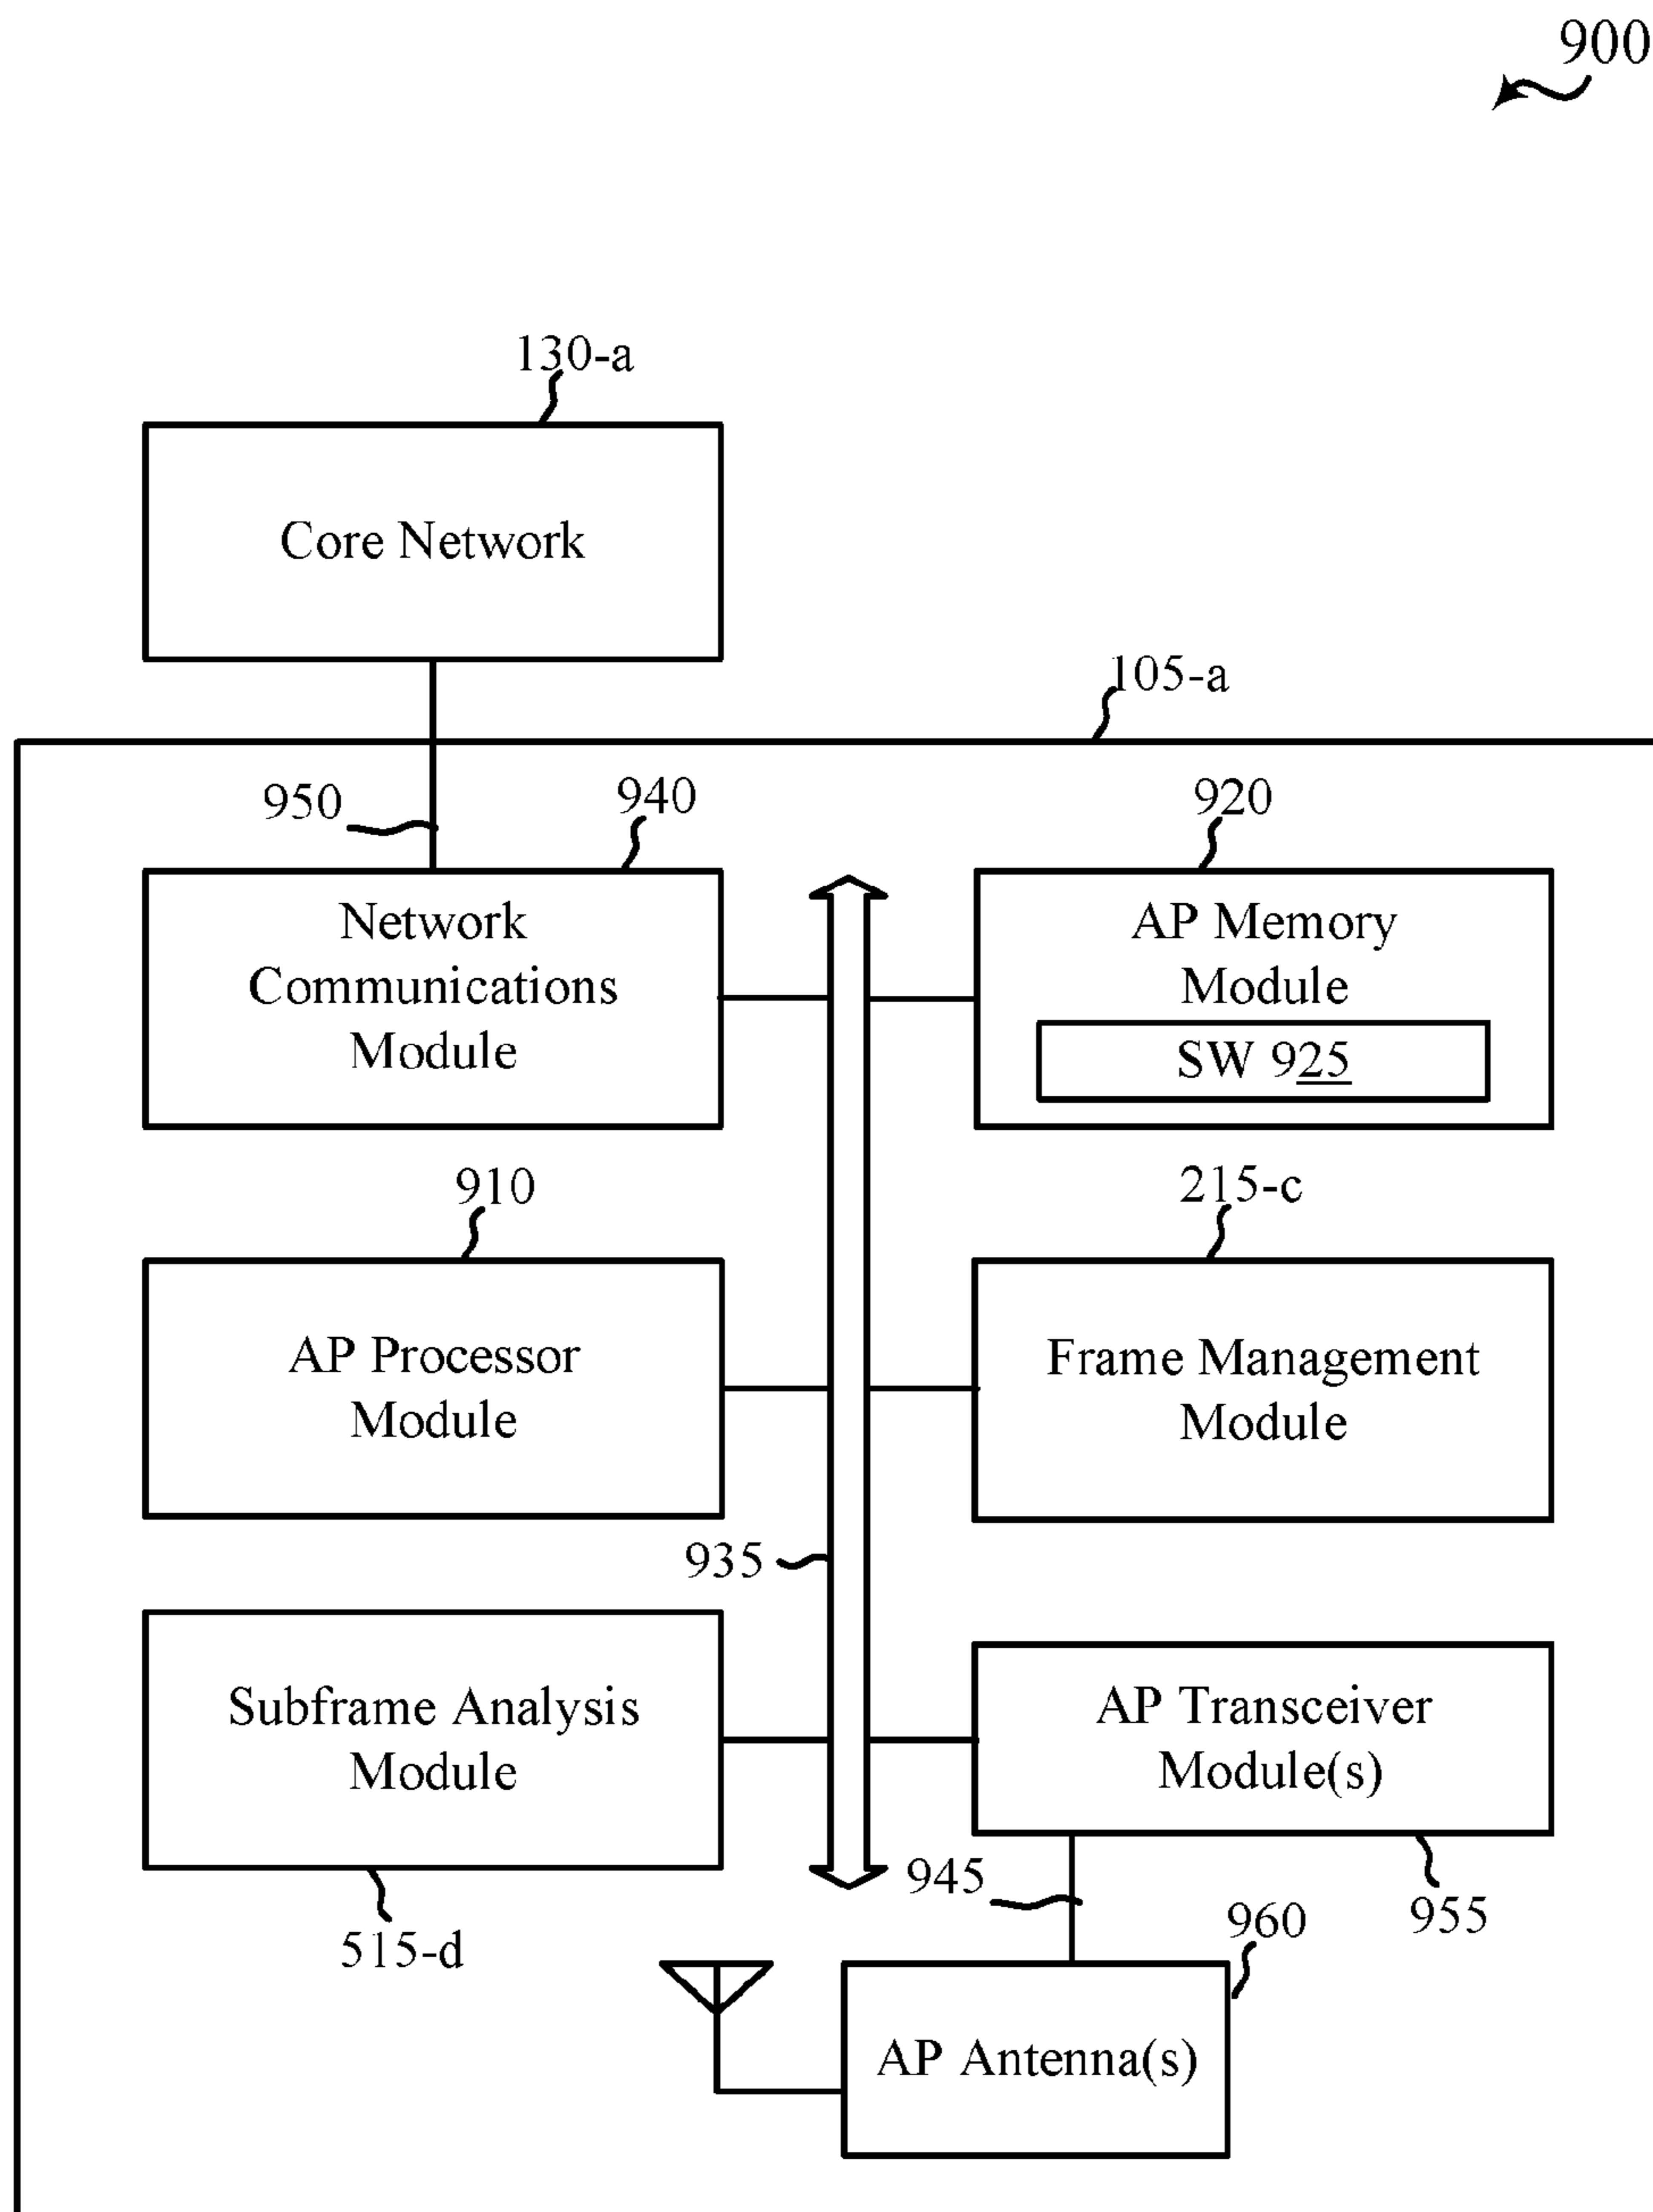 900
130-a
Core Network
105-a
950
940
920
Network
Communications
Module
AP Memory
Module
SW 925
910
215-c
AP Processor
Module
Frame Management
Module
935
Subframe Analysis
Module
AP Transceiver
Module(s)
945
955
515-d
960
AP Antenna(s)